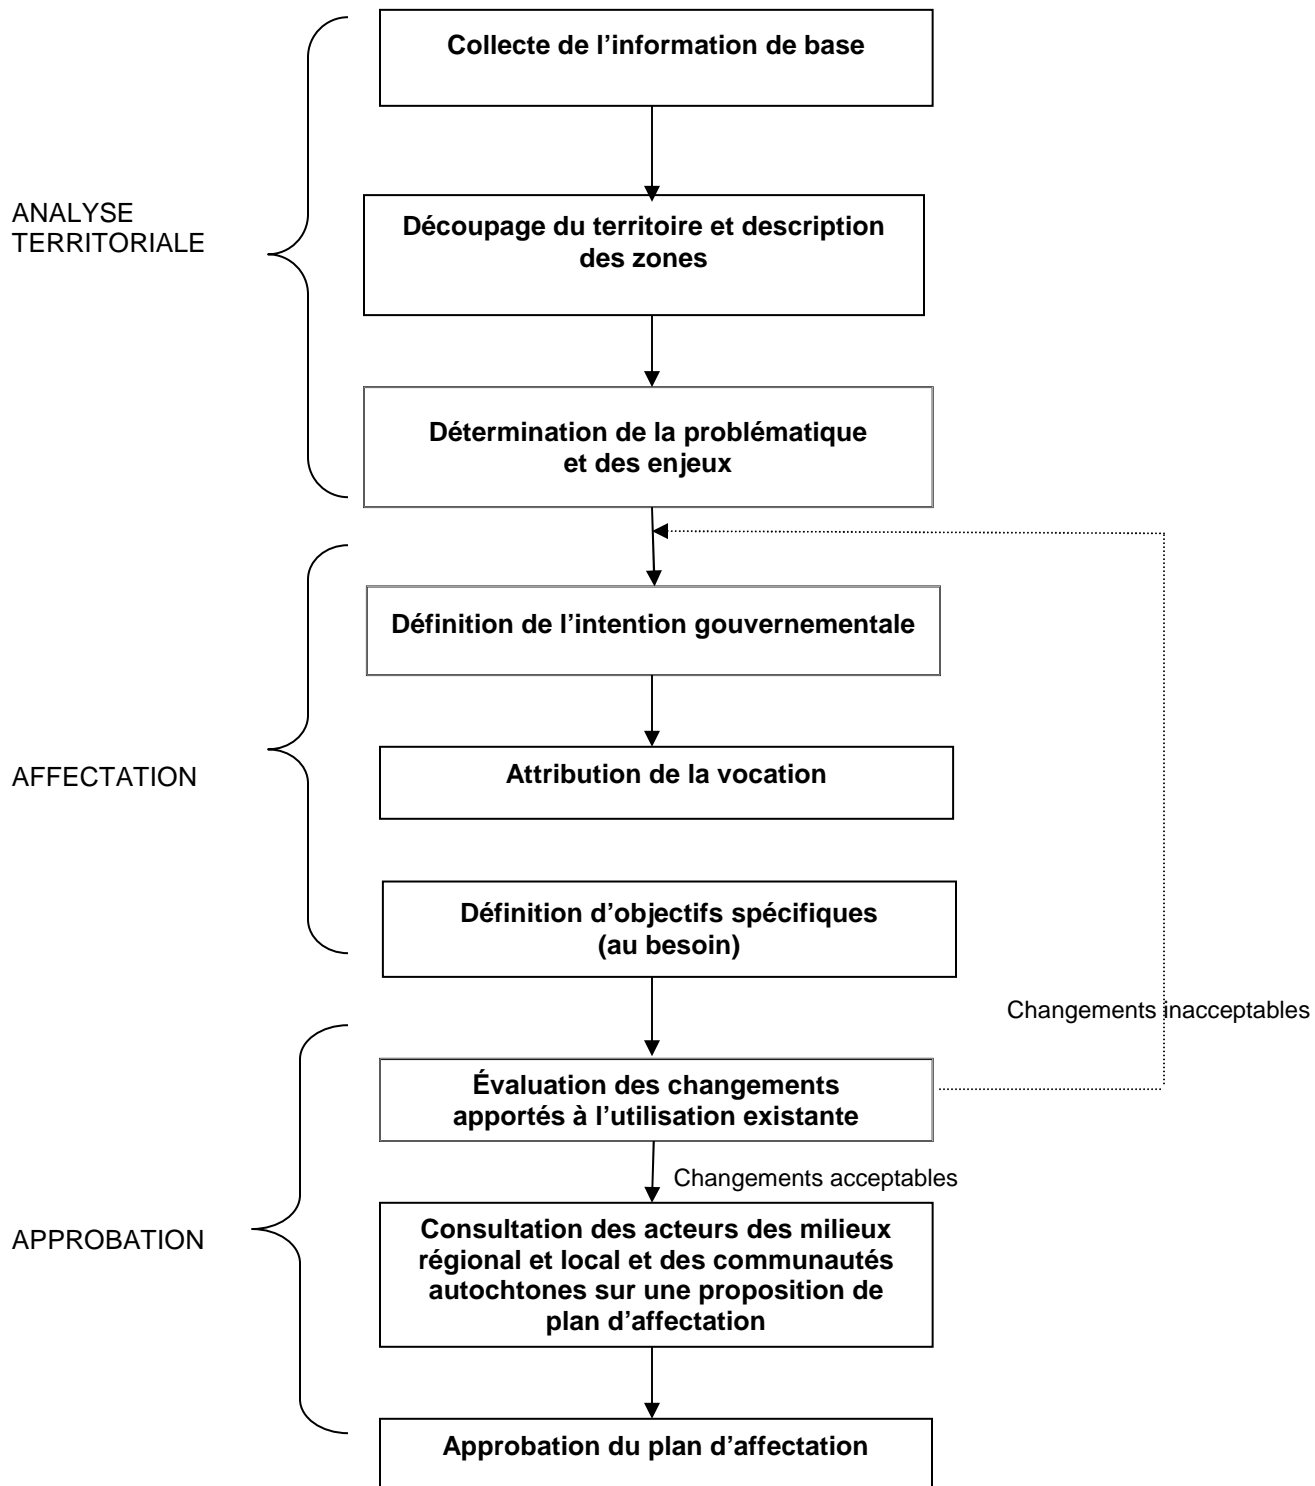 Collecte de l’information de base
ANALYSE
TERRITORIALE
Découpage du territoire et description
des zones
Détermination de la problématique
et des enjeux
Définition de l’intention gouvernementale
AFFECTATION
Attribution de la vocation
Définition d’objectifs spécifiques
(au besoin)
Changements inacceptables
Évaluation des changements
apportés à l’utilisation existante
Changements acceptables
APPROBATION
Consultation des acteurs des milieux
régional et local et des communautés
autochtones sur une proposition de
plan d’affectation
Approbation du plan d’affectation